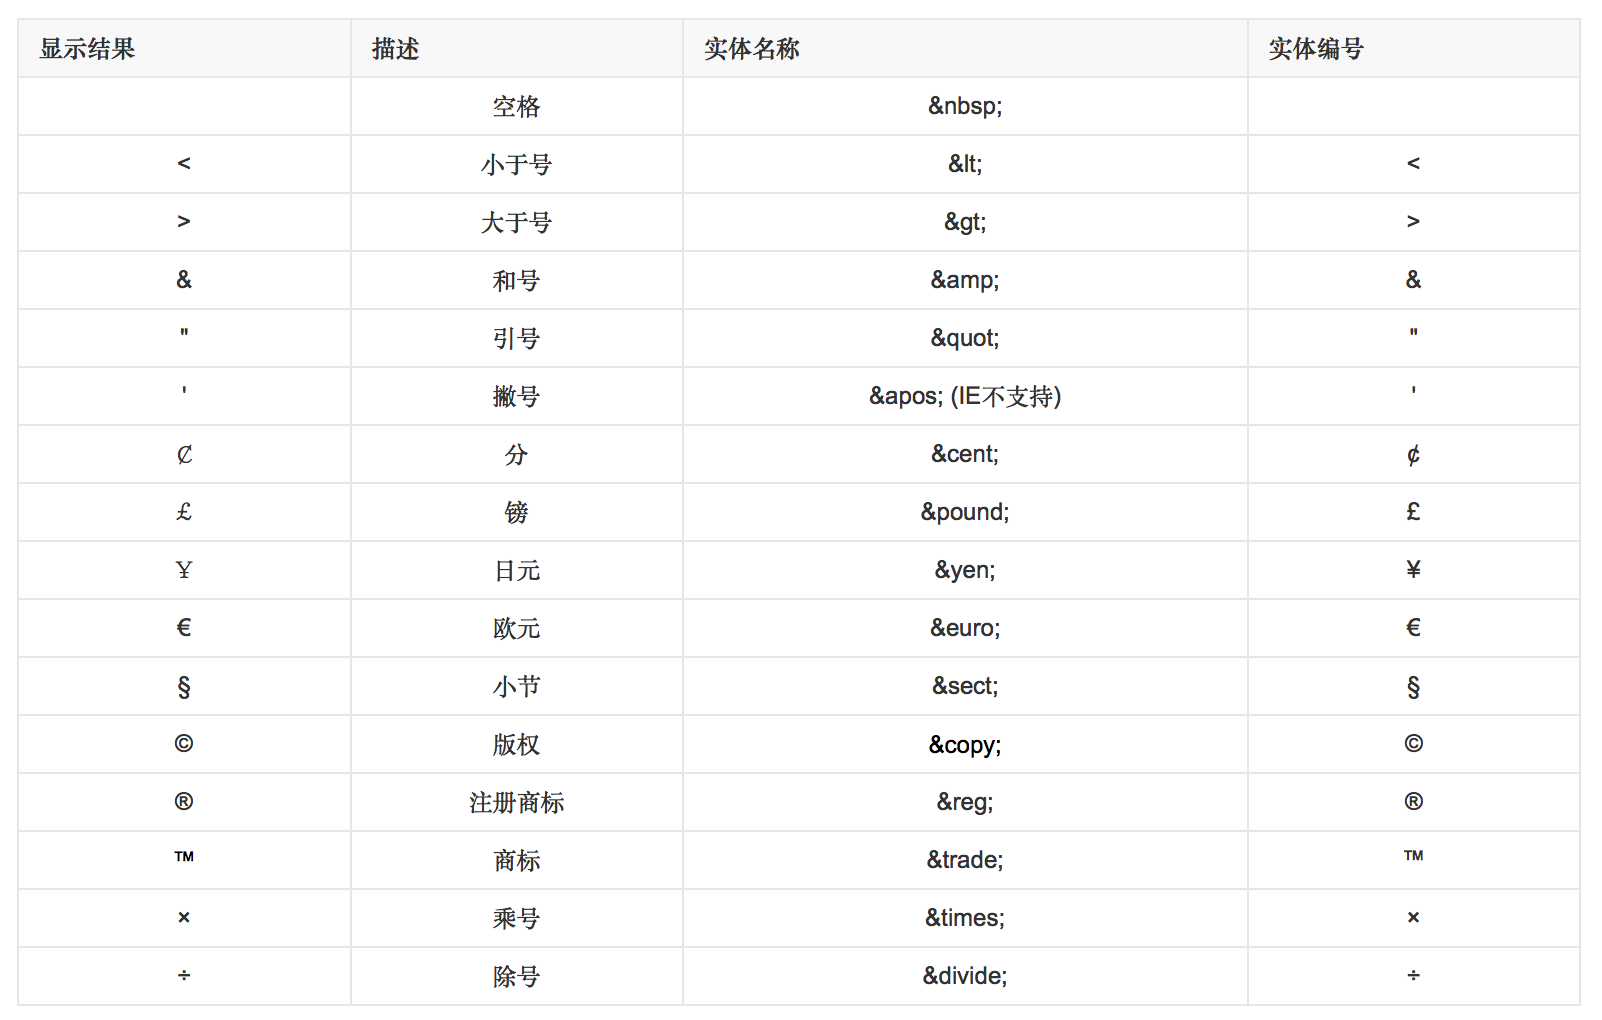 显示结果 描述 实体名称 实体编号
空格 &nbsp;
< 小于号 &lt; <
> 大于号 &gt; >
& 和号 &amp; &
" 引号 &quot; "
' 撇号 &apos; (IE不支持) '
￠ 分 &cent; ¢
￡ 镑 &pound; £
￥ 日元 &yen; ¥
€ 欧元 &euro; €
§ 小节 &sect; §
© 版权 &copy; ©
® 注册商标 &reg; ®
™ 商标 &trade; ™
× 乘号 &times; ×
÷ 除号 &divide; ÷